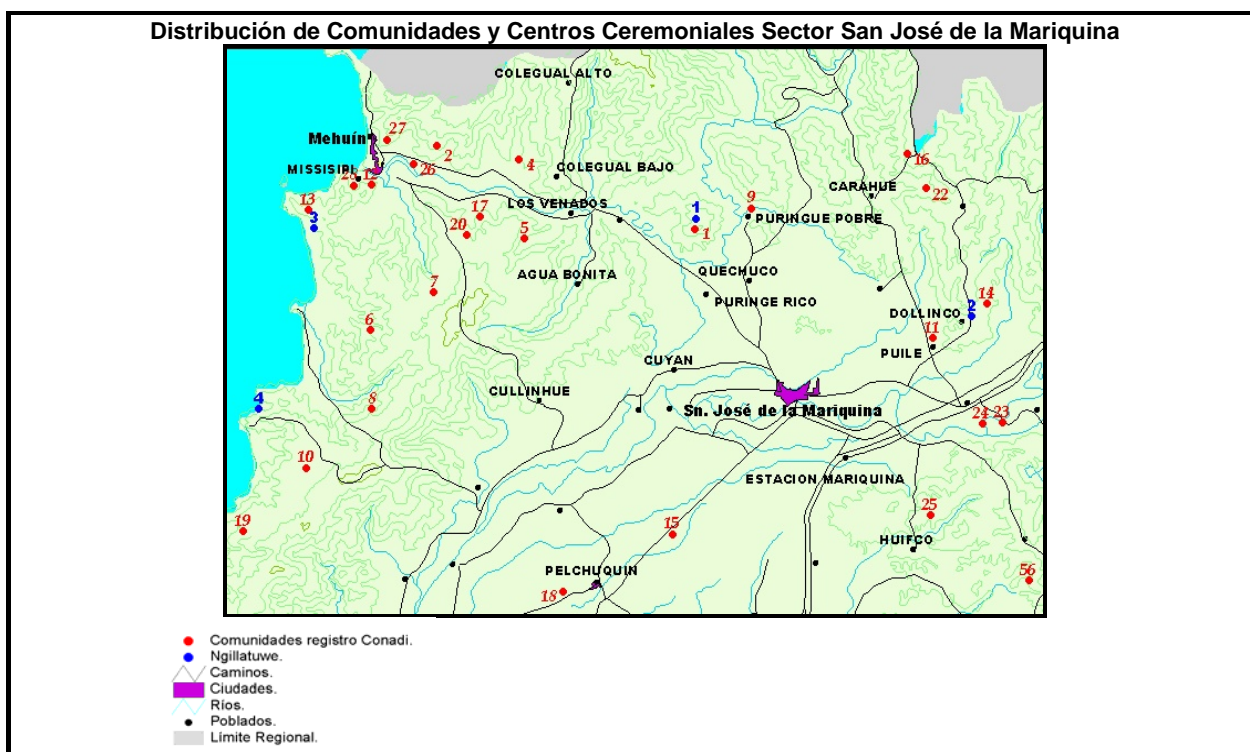 Distribución de Comunidades y Centros Ceremoniales Sector San José de la Mariquina
COLEGUAL ALTO
Mehuín
27
2
26
4
COLEGUAL BAJO
16
MISSISIPI
28
12
CARAHUE
22
13
3
17
LOS VENADOS
1
9
PURINGUE POBRE
20
5
1
AGUA BONITA
QUECHUCO
7
PURINGE RICO
14
2
DOLLINCO
6
11
PUILE
CUYAN
CULLINHUE
4
8
Sn. José de la Mariquina
24
23
10
ESTACION MARIQUINA
19
15
25
HUIFCO
PELCHUQUIN
18
56
Comunidades registro Conadi.
Ngillatuwe.
Caminos.
Ciudades.
Ríos.
Poblados.
Límite Regional.